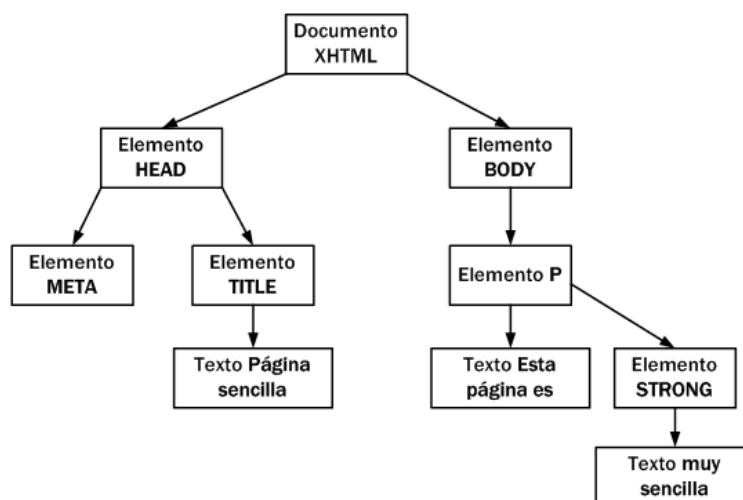 Documento
XHTML
Elemento
HEAD
Elemento
BODY
Elemento
META
Elemento
TITLE
Elemento P
Texto Página
sencilla
Texto Esta
página es
Elemento
STRONG
Texto muy
sencilla